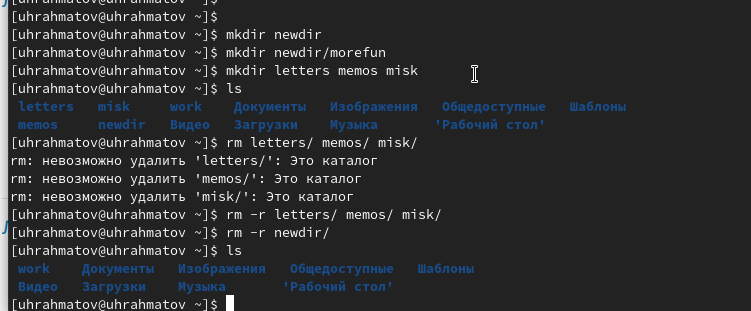 [uhrahmatov@uhrahmatov ~]$
[uhrahmatov@uhrahmatov ~]$ mkdir newdir
[uhrahmatov@uhrahmatov ~]$ mkdir newdir/morefun
[uhrahmatov@uhrahmatov ~]$ mkdir letters memos misk
[uhrahmatov@uhrahmatov ~]$ ls
letters misk work Документы Изображения Общедоступные Шаблоны
memos newdir Видео Загрузки Музыка 'Рабочий стол'
[uhrahmatov@uhrahmatov ~]$ rm letters/ memos/ misk/
rm: невозможно удалить 'letters/': Это каталог
rm: невозможно удалить 'memos/': Это каталог
rm: невозможно удалить 'misk/': Это каталог
[uhrahmatov@uhrahmatov ~]$ rm -r letters/ memos/ misk/
[uhrahmatov@uhrahmatov ~]$ rm -r newdir/
[uhrahmatov@uhrahmatov ~]$ ls
work Документы Изображения Общедоступные Шаблоны
Видео Загрузки Музыка 'Рабочий стол'
[uhrahmatov@uhrahmatov ~]$